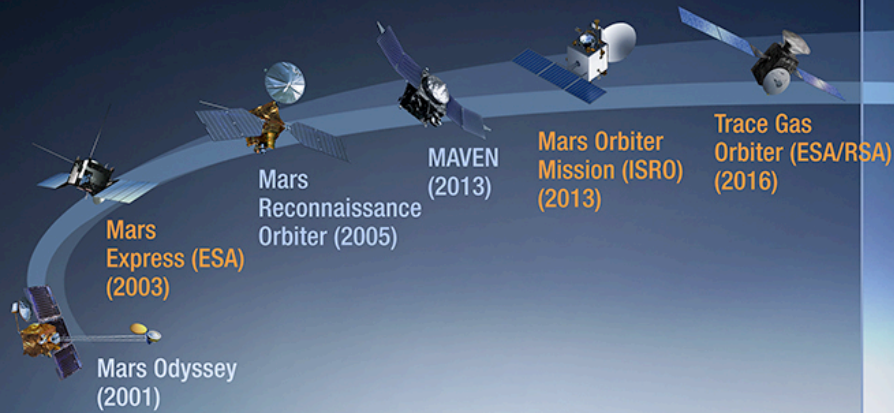 Mars Odyssey
(2001)
Mars
Express (ESA)
(2003)
Mars
Reconnaissance
Orbiter (2005)
MAVEN
(2013)
Mars Orbiter
Mission (ISRO)
(2013)
Trace Gas
Orbiter (ESA/RSA)
(2016)